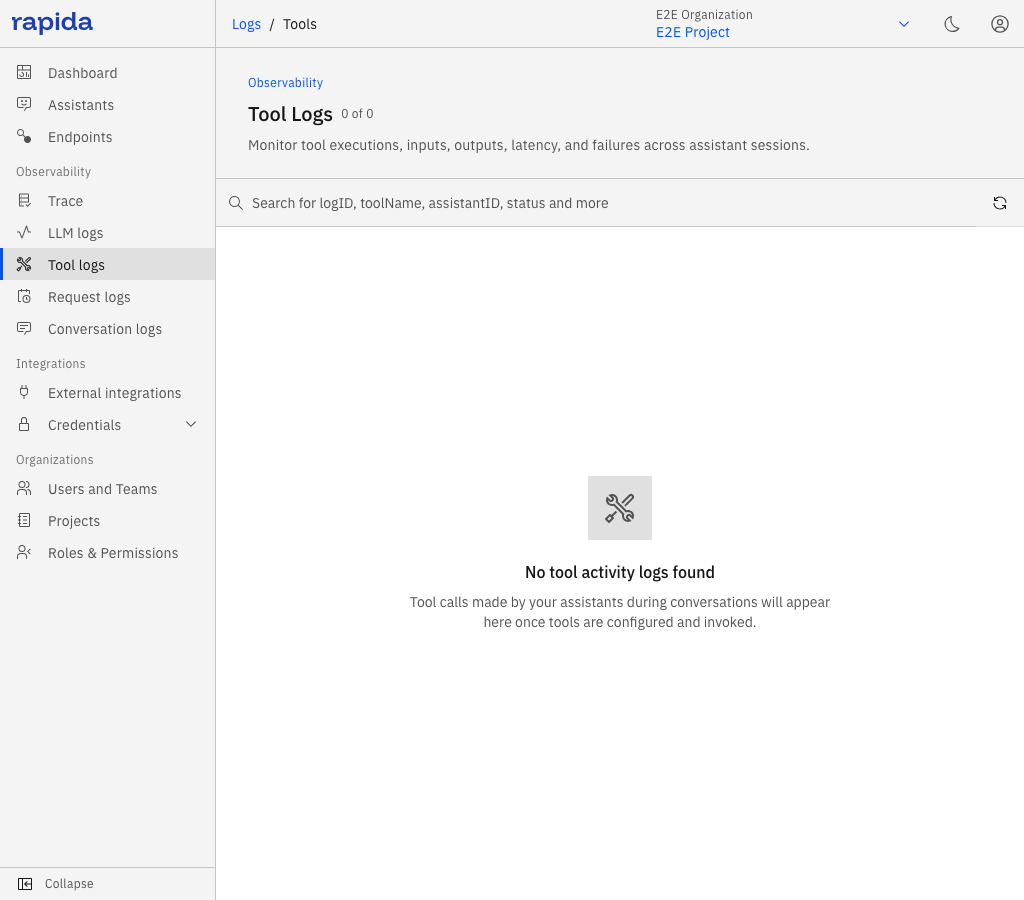 rapida
Logs / Tools
E2E Organization
E2E Project
Dashboard
Assistants
Endpoints
Observability
Trace
LLM logs
Tool logs
Request logs
Conversation logs
Integrations
External integrations
Credentials
Organizations
Users and Teams
Projects
Roles & Permissions
Collapse
Observability
Tool Logs 0 of 0
Monitor tool executions, inputs, outputs, latency, and failures across assistant sessions.
Search for logID, toolName, assistantID, status and more
No tool activity logs found
Tool calls made by your assistants during conversations will appear
here once tools are configured and invoked.